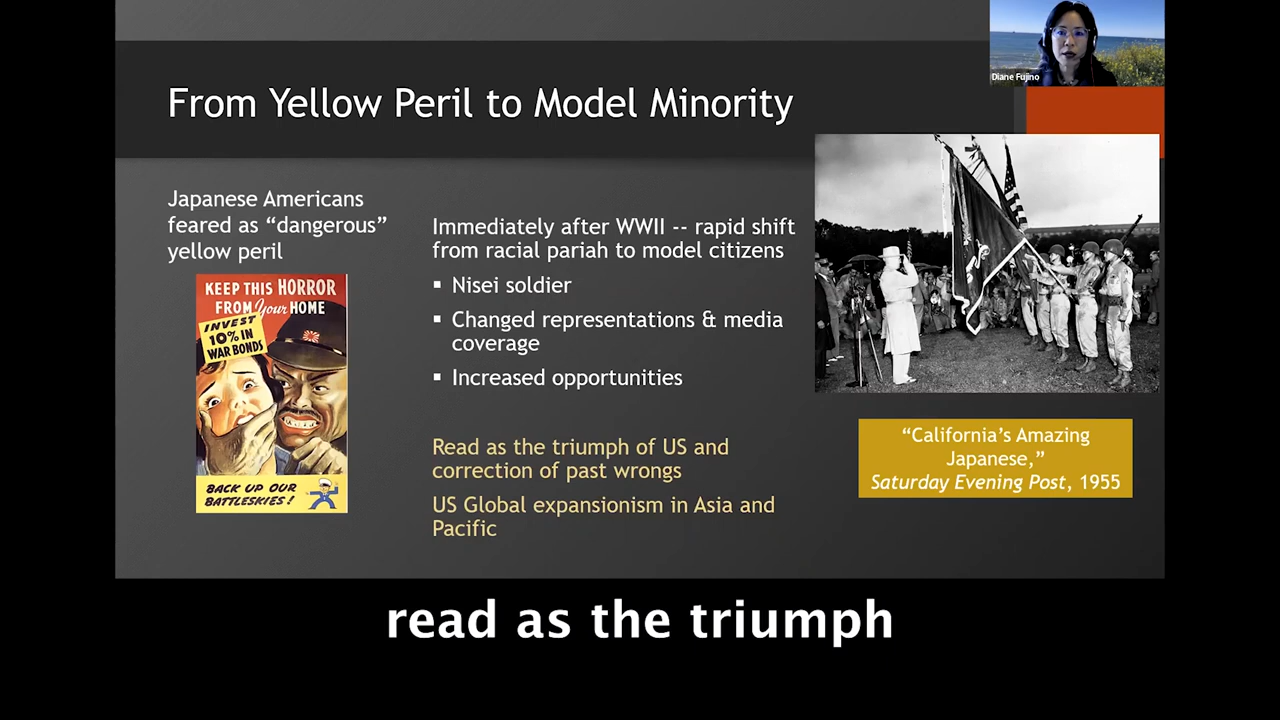 Diane Fujino
From Yellow Peril to Model Minority
Japanese Americans
feared as “dangerous”
yellow peril
KEEP THIS HORROR
FROM Your HOME
INVEST
10% IN
WAR BONDS
BACK UP OUR
BATTLESKIES!
Immediately after WWII -- rapid shift
from racial pariah to model citizens
▪ Nisei soldier
▪ Changed representations & media
coverage
▪ Increased opportunities
Read as the triumph of US and
correction of past wrongs
US Global expansionism in Asia and
Pacific
“California’s Amazing
Japanese,”
Saturday Evening Post, 1955
read as the triumph